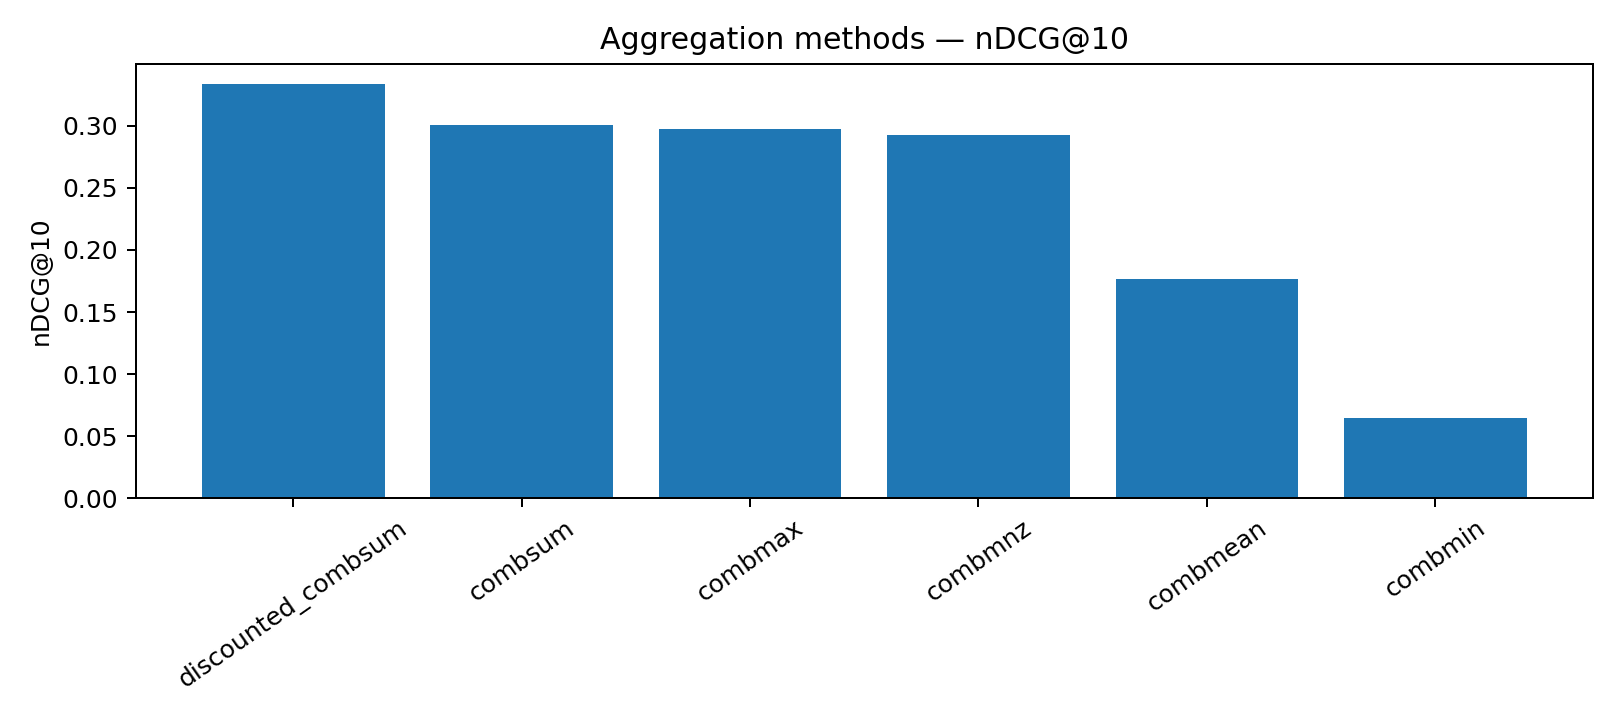 Aggregation methods — nDCG@10
nDCG@10
0.30
0.25
0.20
0.15
0.10
0.05
0.00
discounted_combsum
combsum
combmax
combmnz
combmean
combmin